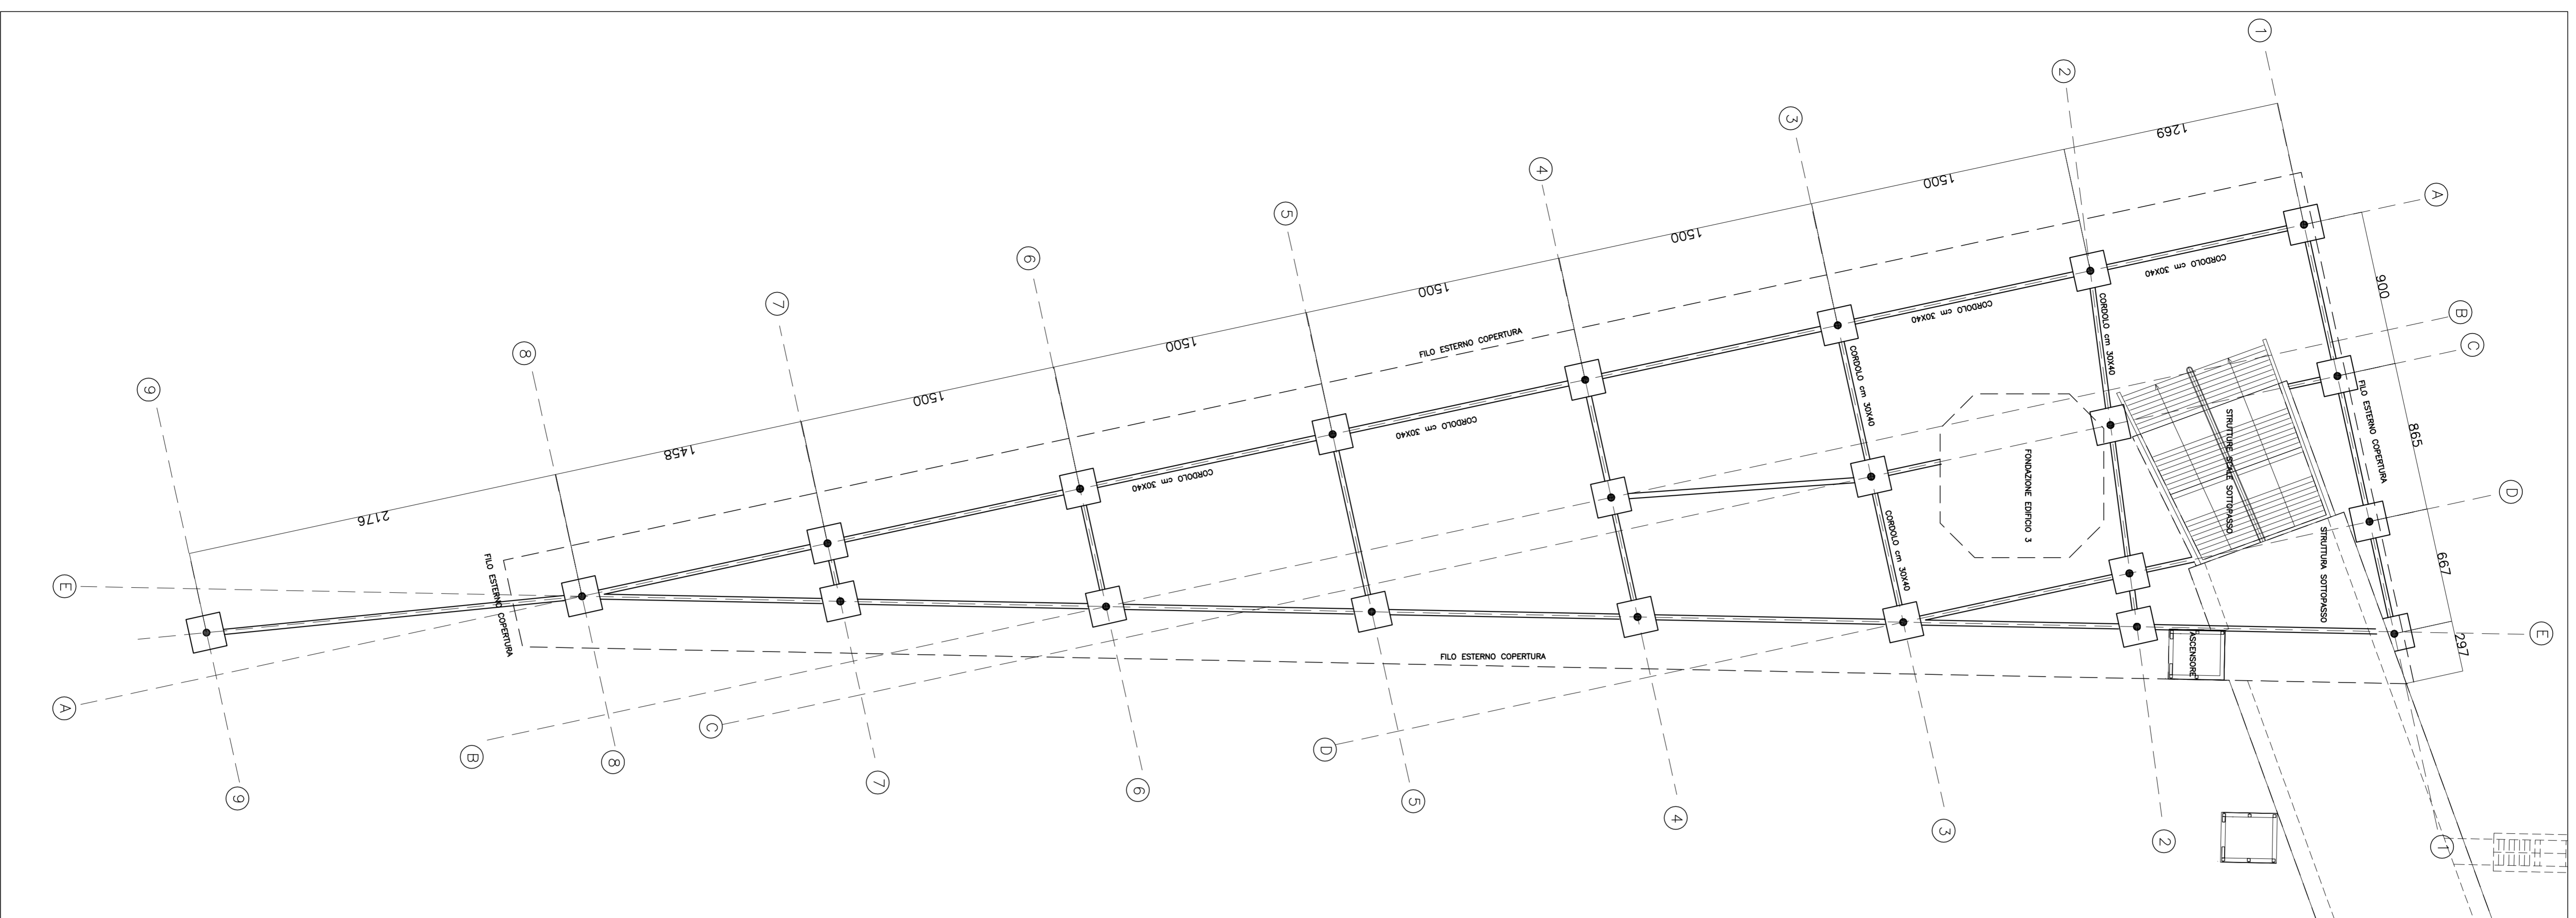 1
2
3
4
5
6
7
8
9
A
B
C
D
E
1269
1500
1500
1500
1500
1500
1458
2176
900
865
667
297
CORDOLO cm 30X40
CORDOLO cm 30X40
CORDOLO cm 30X40
CORDOLO cm 30X40
CORDOLO cm 30X40
CORDOLO cm 30X40
CORDOLO cm 30X40
FILO ESTERNO COPERTURA
FILO ESTERNO COPERTURA
FILO ESTERNO COPERTURA
FILO ESTERNO COPERTURA
FONDAZIONE EDIFICIO 3
STRUTTURE SCALE SOTTOPASSO
STRUTTURA SOTTOPASSO
ASCENSORE
E
A
B
C
D
9
8
7
6
5
4
3
2
1